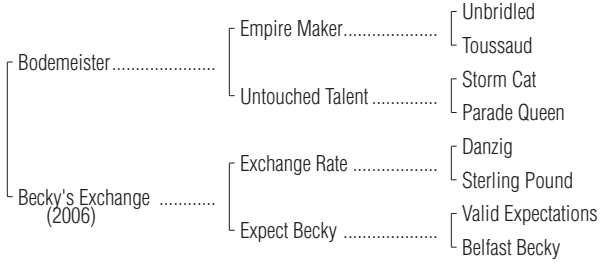 Unbridled
Empire Maker.....................
Toussaud
Bodemeister.......................
Storm Cat
Untouched Talent ...............
Parade Queen
Danzig
Exchange Rate ...................
Sterling Pound
Becky's Exchange ............
(2006)
Valid Expectations
Expect Becky .....................
Belfast Becky